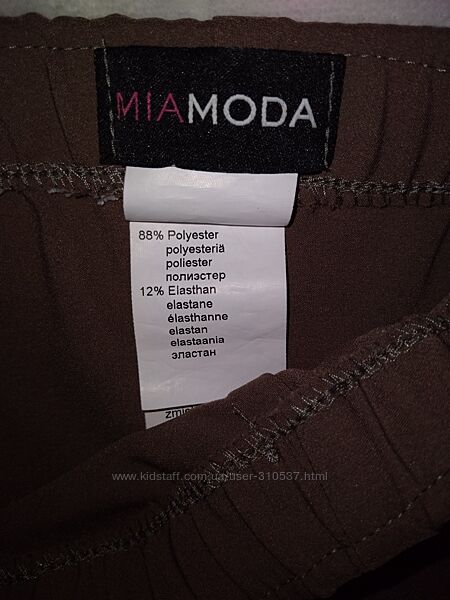 MIAMODA
88% Polyester
polyesteriä
poliester
полиэстер
12% Elasthan
elastane
élasthanne
elastan
elastaania
эластан
www.kidstaff.com.ua/user-310537.html